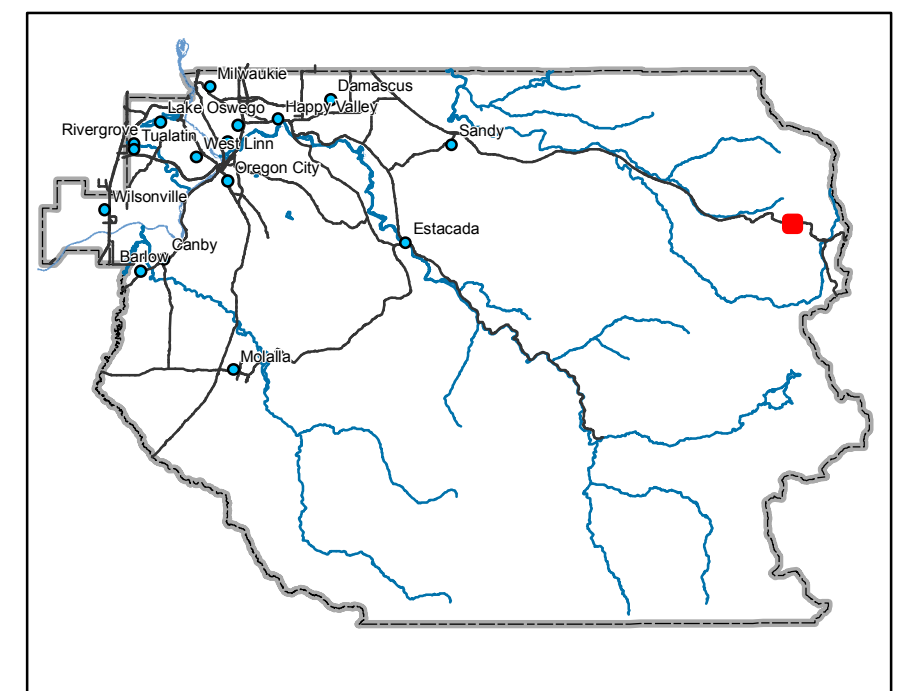 Milwaukie
Damascus
Lake Oswego
Happy Valley
Rivergrove
Tualatin
West Linn
Sandy
Oregon City
Wilsonville
Estacada
Canby
Barlow
Molalla